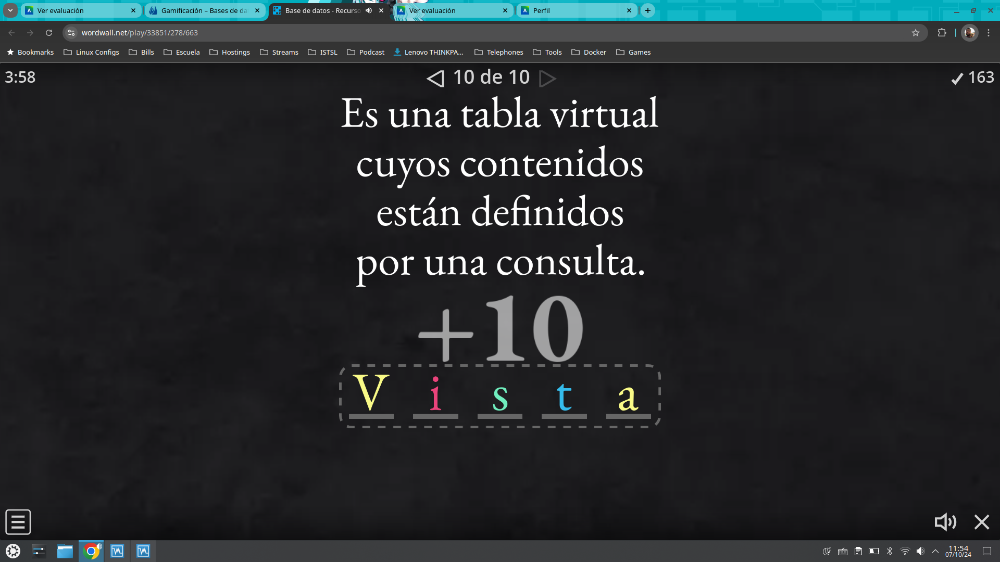 Ver evaluación
Gamificación – Bases de da
Base de datos - Recurso
Ver evaluación
Perfil
wordwall.net/play/33851/278/663
Bookmarks
Linux Configs
Bills
Escuela
Hostings
Streams
ISTSL
Podcast
Lenovo THINKPA...
Telephones
Tools
Docker
Games
3:58
10 de 10
163
Es una tabla virtual
cuyos contenidos
están definidos
por una consulta.
+10
V i s t a
11:54
07/10/24